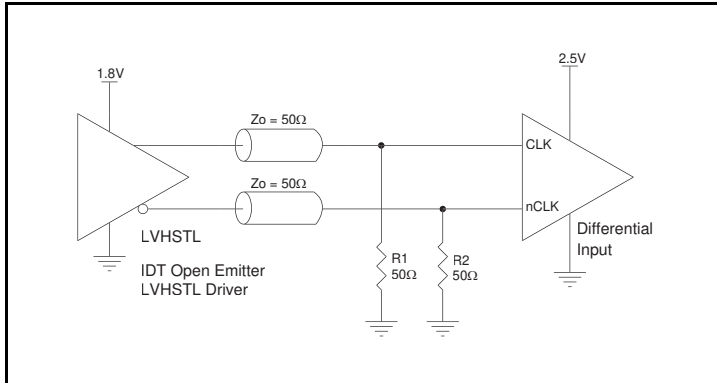 1.8V
2.5V
Zo = 50Ω
CLK
Zo = 50Ω
nCLK
LVHSTL
IDT Open Emitter
LVHSTL Driver
R1
50Ω
R2
50Ω
Differential
Input